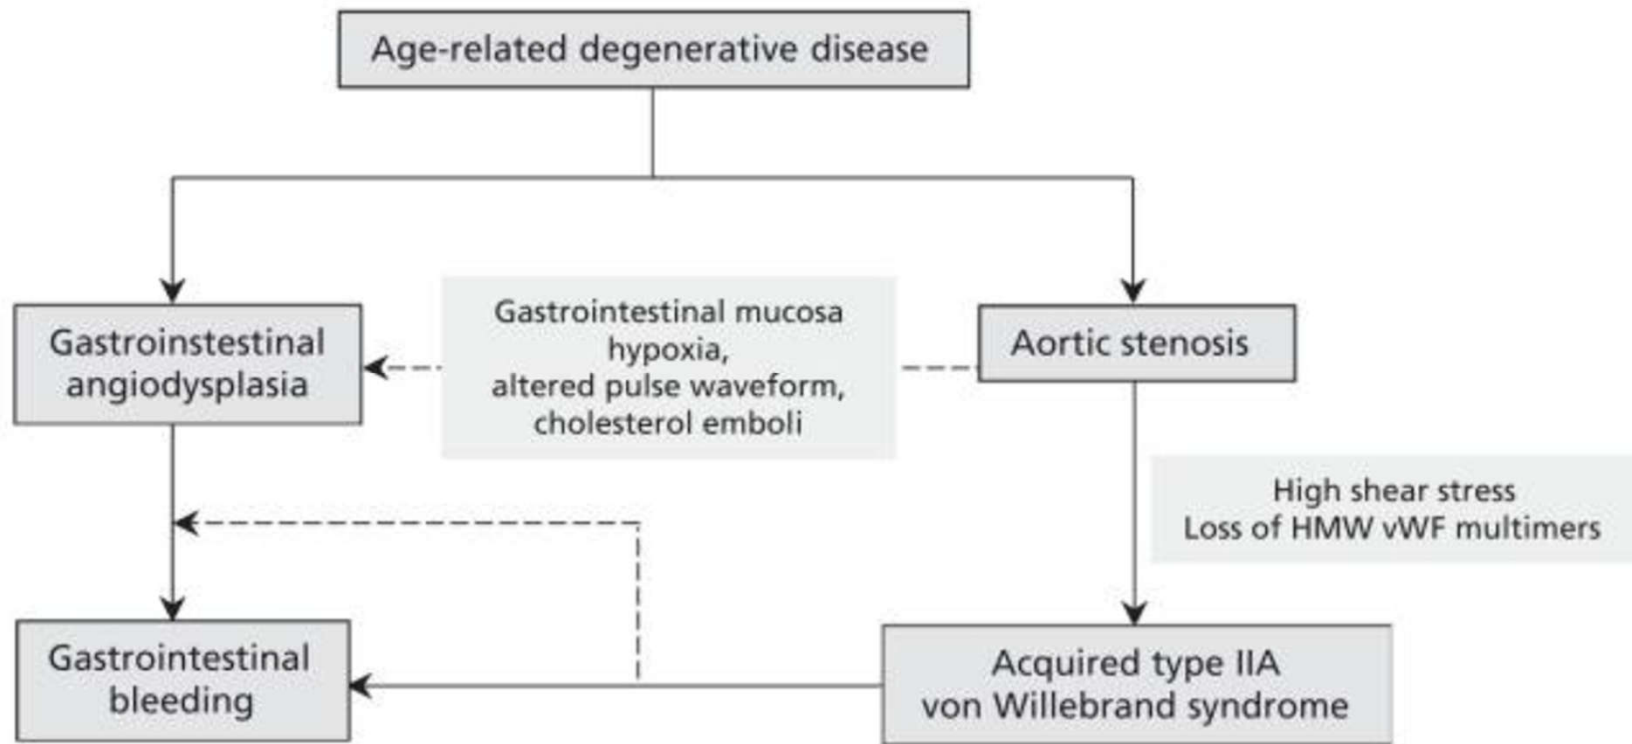 Age-related degenerative disease
Gastroinstestinal
angiodysplasia
Gastrointestinal mucosa
hypoxia,
altered pulse waveform,
cholesterol emboli
Aortic stenosis
High shear stress
Loss of HMW vWF multimers
Gastrointestinal
bleeding
Acquired type IIA
von Willebrand syndrome